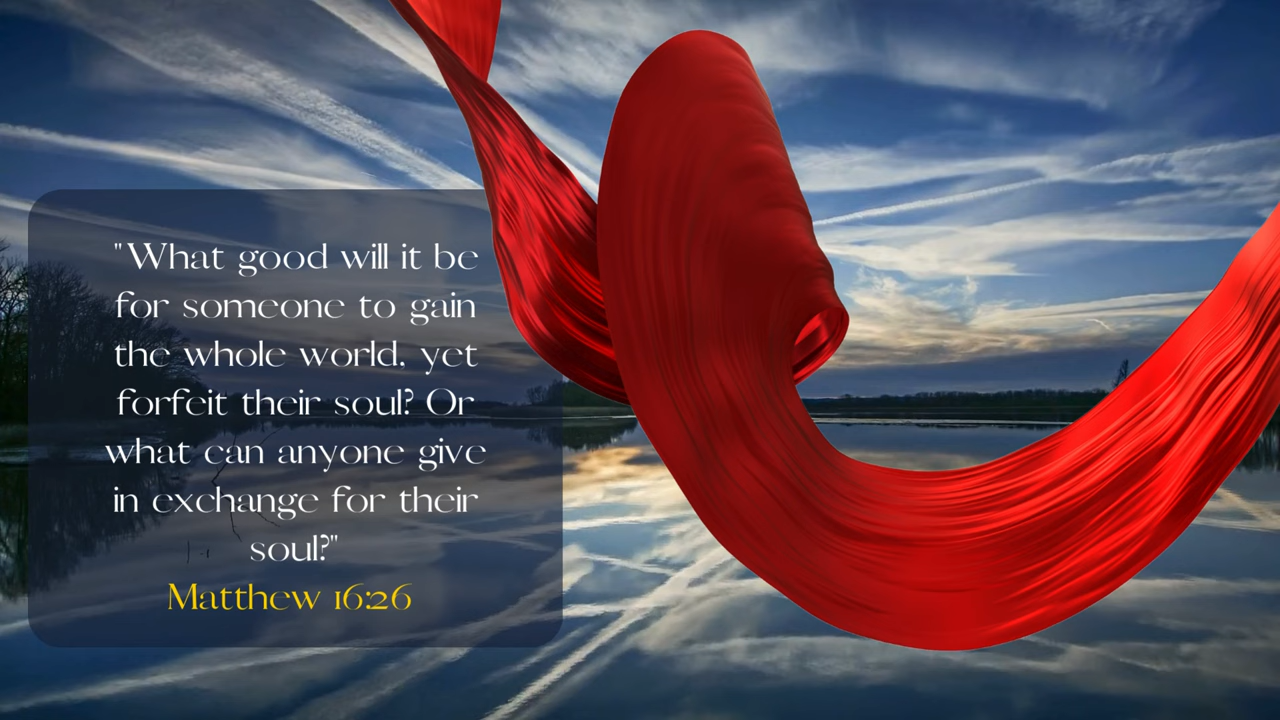 "What good will it be
for someone to gain
the whole world, yet
forfeit their soul? Or
what can anyone give
in exchange for their
soul?"
Matthew 16:26